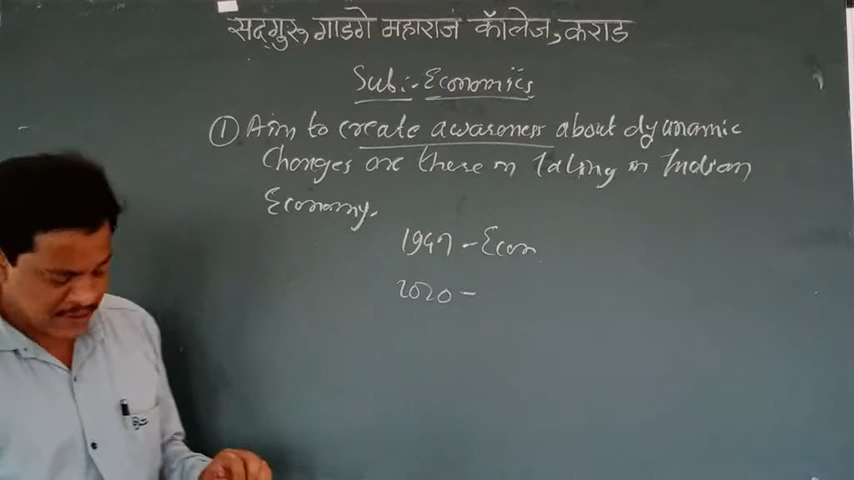 सद्गुरु गाडगे महाराज कॉलेज, कराड
Sub:- Economics
① Aim to create awareness about dynamic
Changes are there in taking in Indian
Economy.
1947 - Econ
2020 -